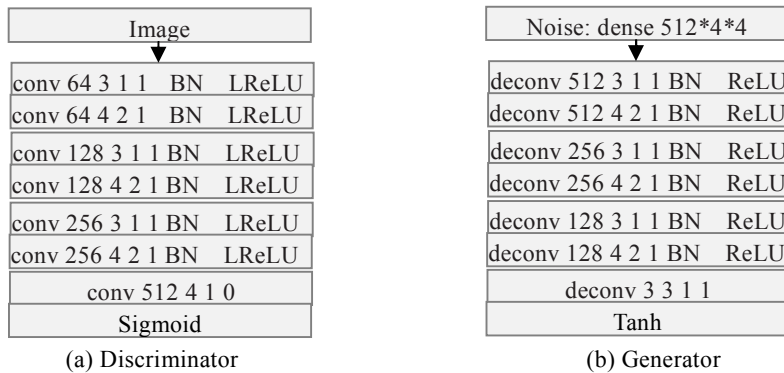 Image
conv 64 3 1 1 BN LReLU
conv 64 4 2 1 BN LReLU
conv 128 3 1 1 BN LReLU
conv 128 4 2 1 BN LReLU
conv 256 3 1 1 BN LReLU
conv 256 4 2 1 BN LReLU
conv 512 4 1 0
Sigmoid
(a) Discriminator
Noise: dense 512*4*4
deconv 512 3 1 1 BN ReLU
deconv 512 4 2 1 BN ReLU
deconv 256 3 1 1 BN ReLU
deconv 256 4 2 1 BN ReLU
deconv 128 3 1 1 BN ReLU
deconv 128 4 2 1 BN ReLU
deconv 3 3 1 1
Tanh
(b) Generator